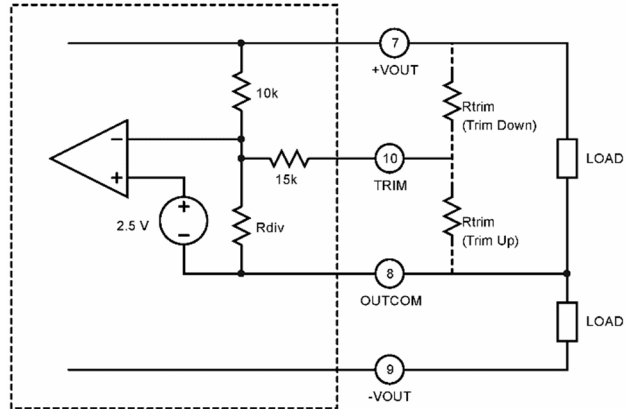 7
+VOUT
10k
Rtrim
(Trim Down)
−
+
15k
10
TRIM
LOAD
2.5 V
+
−
Rdiv
Rtrim
(Trim Up)
8
OUTCOM
LOAD
9
-VOUT